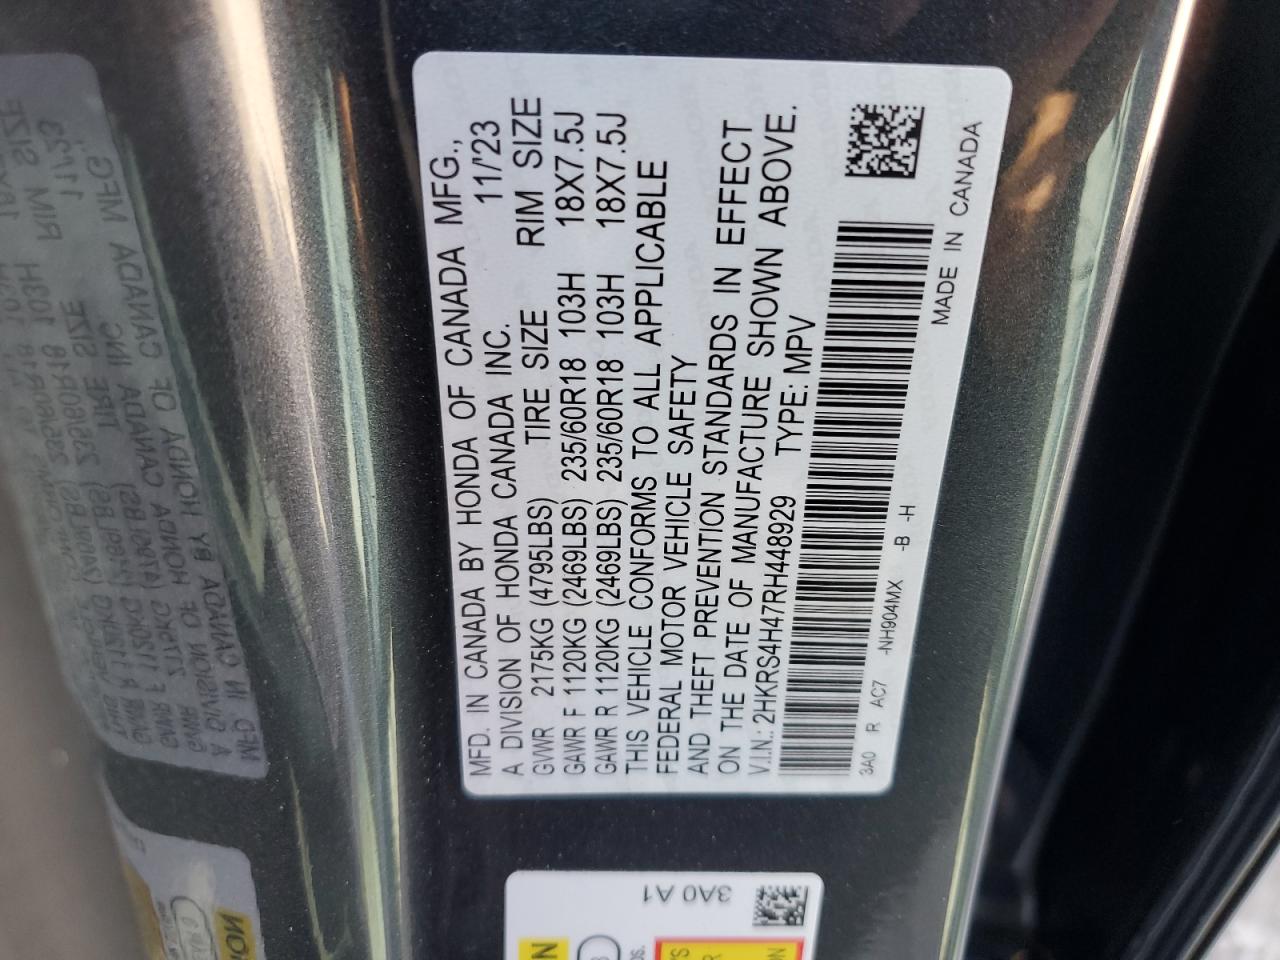 MFD. IN CANADA BY HONDA OF CANADA MFG.,
A DIVISION OF HONDA CANADA INC. 11/'23
GWVR 2175KG (4795LBS) TIRE SIZE RIM SIZE
GAWR F 1120KG (2469LBS) 235/60R18 103H 18X7.5J
GAWR R 1120KG (2469LBS) 235/60R18 103H 18X7.5J
THIS VEHICLE CONFORMS TO ALL APPLICABLE
FEDERAL MOTOR VEHICLE SAFETY
AND THEFT PREVENTION STANDARDS IN EFFECT
ON THE DATE OF MANUFACTURE SHOWN ABOVE.
V.I.N.: 2HKRS4H47RH448929 TYPE: MPV
3A0 R AC7 -NH904MX -B -H
MADE IN CANADA
3A0 A1